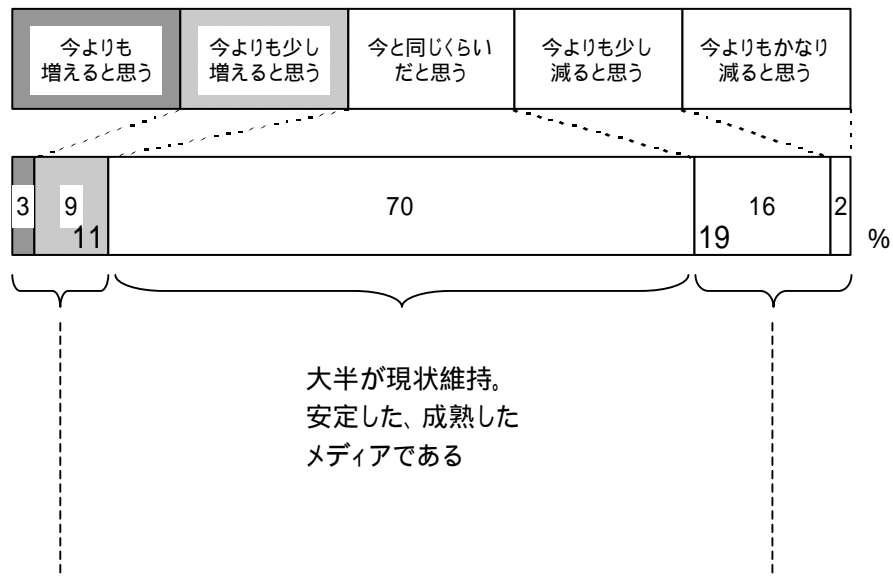 今よりも
増えると思う
今よりも少し
増えると思う
今と同じくらい
だと思う
今よりも少し
減ると思う
今よりもかなり
減ると思う
3
9
11
70
16
19
2
%
大半が現状維持。
安定した、成熟した
メディアである